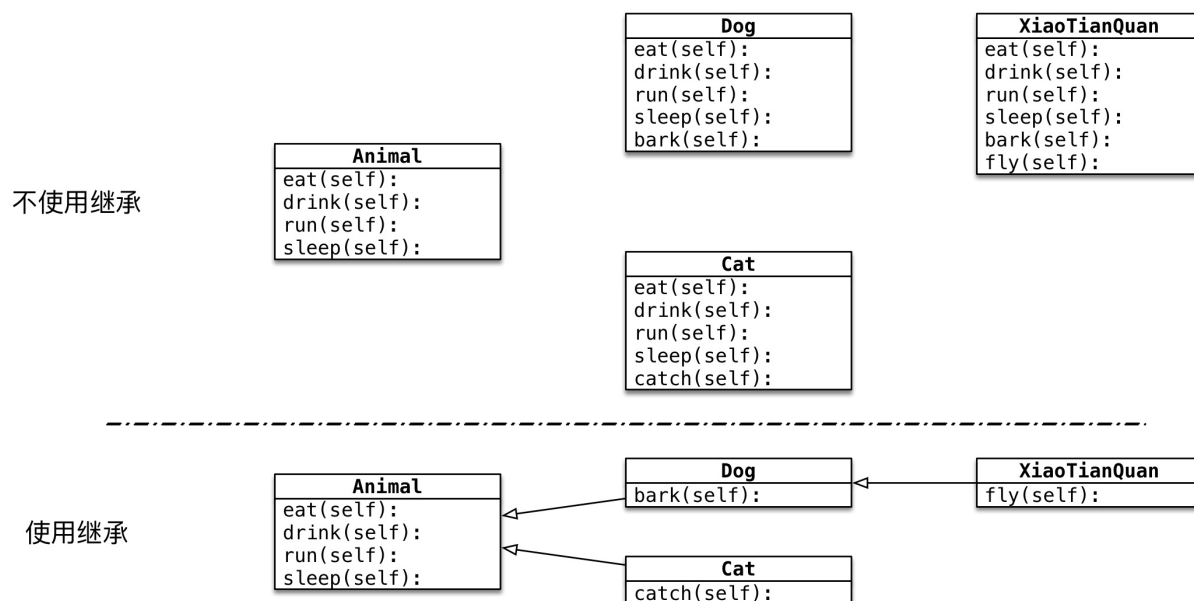 不使用继承
Animal
eat(self):
drink(self):
run(self):
sleep(self):
Dog
eat(self):
drink(self):
run(self):
sleep(self):
bark(self):
XiaoTianQuan
eat(self):
drink(self):
run(self):
sleep(self):
bark(self):
fly(self):
Cat
eat(self):
drink(self):
run(self):
sleep(self):
catch(self):
使用继承
Animal
eat(self):
drink(self):
run(self):
sleep(self):
Dog
bark(self):
XiaoTianQuan
fly(self):
Cat
catch(self):